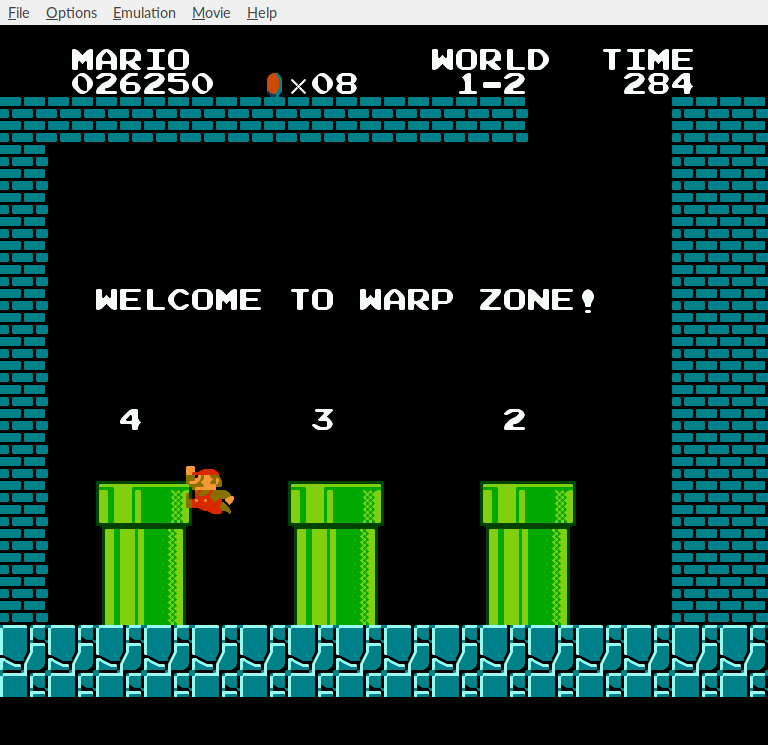 File Options Emulation Movie Help
MARIO WORLD TIME
026250 ×08 1-2 284
WELCOME TO WARP ZONE!
4 3 2